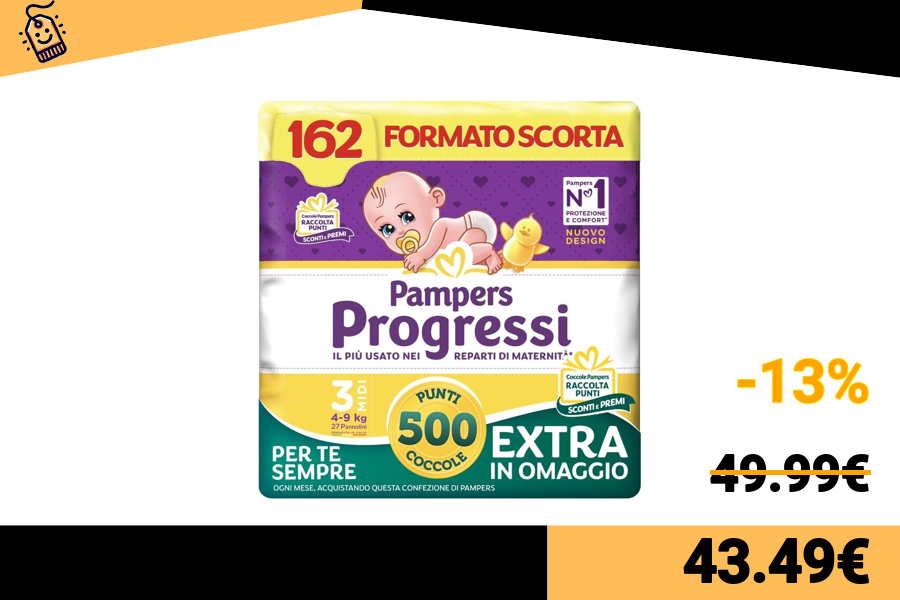 162 FORMATO SCORTA
Coccole Pampers
RACCOLTA
PUNTI
SCONTI E PREMI
Pampers
N°1
PROTEZIONE
E COMFORT*
NUOVO
DESIGN
Pampers
Progressi
IL PIÙ USATO NEI REPARTI DI MATERNITÀ*
3 MIDI
4-9 kg
27 Pannolini
PUNTI
500
COCCOLE
Coccole Pampers
RACCOLTA
PUNTI
SCONTI E PREMI
PER TE
SEMPRE
EXTRA
IN OMAGGIO
OGNI MESE, ACQUISTANDO QUESTA CONFEZIONE DI PAMPERS
-13%
49.99€
43.49€